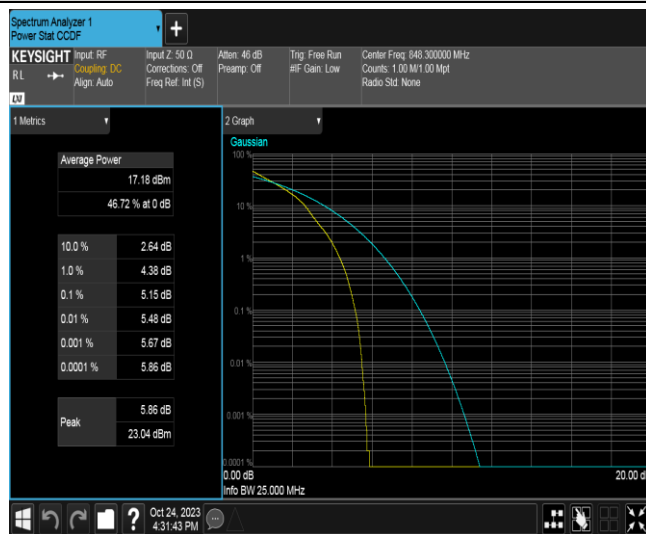 Spectrum Analyzer 1
Power Stat CCDF
+
KEYSIGHT
RL
LXI
Input: RF
Coupling: DC
Align: Auto
Input Z: 50 Ω
Corrections: Off
Freq Ref: Int (S)
Atten: 46 dB
Preamp: Off
Trig: Free Run
#IF Gain: Low
Center Freq: 848.300000 MHz
Counts: 1.00 M/1.00 Mpt
Radio Std: None
1 Metrics
Average Power
17.18 dBm
46.72 % at 0 dB
10.0 % 2.64 dB
1.0 % 4.38 dB
0.1 % 5.15 dB
0.01 % 5.48 dB
0.001 % 5.67 dB
0.0001 % 5.86 dB
Peak
5.86 dB
23.04 dBm
2 Graph
Gaussian
100 %
10 %
1 %
0.1 %
0.01 %
0.001 %
0.0001 %
0.00 dB
20.00 d
Info BW 25.000 MHz
?
Oct 24, 2023
4:31:43 PM